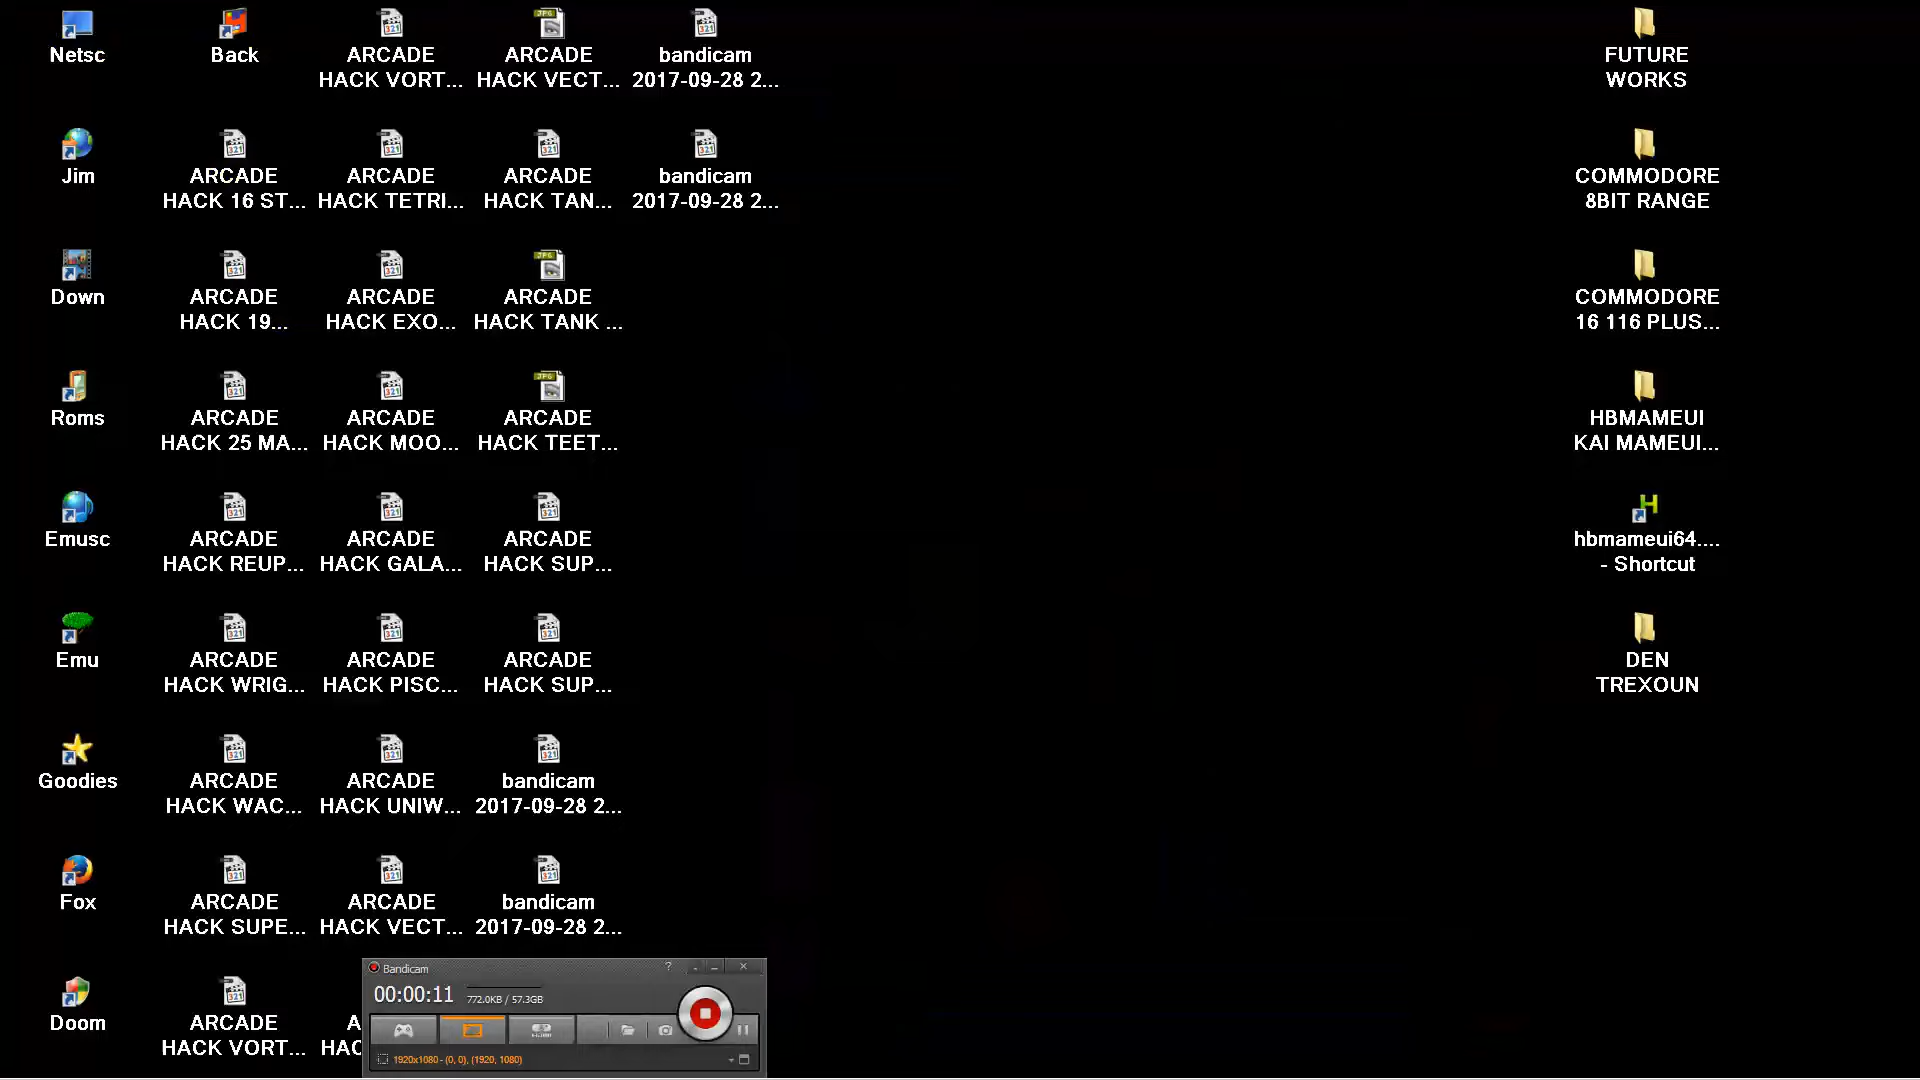 Netsc
Back
ARCADE
HACK VORT...
ARCADE
HACK VECT...
bandicam
2017-09-28 2...
FUTURE
WORKS
Jim
ARCADE
HACK 16 ST...
ARCADE
HACK TETRI...
ARCADE
HACK TAN...
bandicam
2017-09-28 2...
COMMODORE
8BIT RANGE
Down
ARCADE
HACK 19...
ARCADE
HACK EXO...
ARCADE
HACK TANK ...
COMMODORE
16 116 PLUS...
Roms
ARCADE
HACK 25 MA...
ARCADE
HACK MOO...
ARCADE
HACK TEET...
HBMAMEUI
KAI MAMEUI...
Emusc
ARCADE
HACK REUP...
ARCADE
HACK GALA...
ARCADE
HACK SUP...
hbmameui64....
- Shortcut
Emu
ARCADE
HACK WRIG...
ARCADE
HACK PISC...
ARCADE
HACK SUP...
DEN
TREXOUN
Goodies
ARCADE
HACK WAC...
ARCADE
HACK UNIW...
bandicam
2017-09-28 2...
Fox
ARCADE
HACK SUPE...
ARCADE
HACK VECT...
bandicam
2017-09-28 2...
Doom
ARCADE
HACK VORT...
Bandicam
00:00:11
772.0KB / 57.3GB
1920x1080 - (0, 0), (1920, 1080)